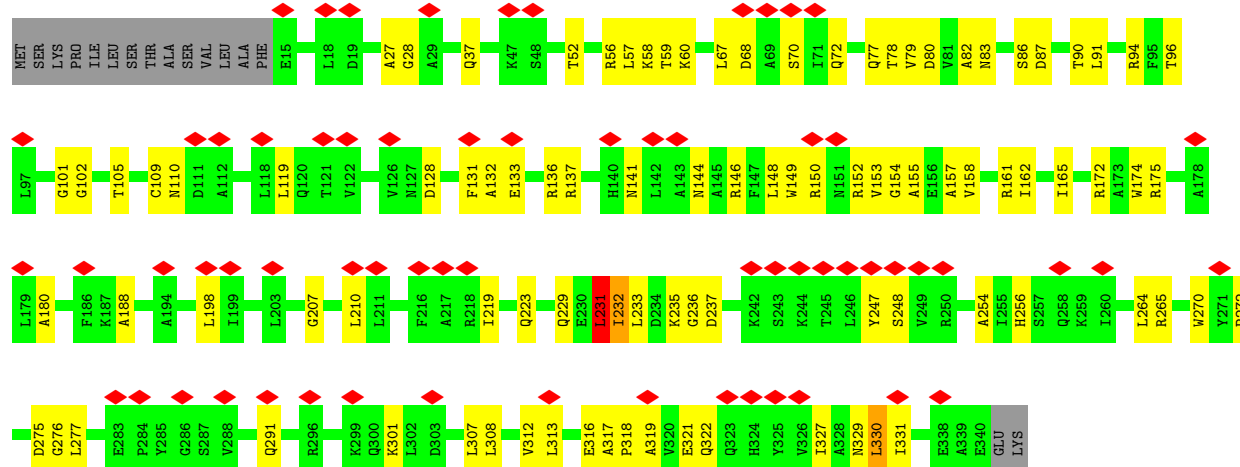 MET SER LYS PRO ILE LEU SER THR ALA SER VAL LEU ALA PHE E15 L18 D19 A27 G28 A29 Q37 K47 S48 T52 R56 L57 K58 T59 K60 L67 D68 A69 S70 I71 Q72 Q77 T78 V79 D80 V81 A82 N83 S86 D87 T90 L91 R94 F95 T96
L97 G101 G102 T105 C109 N110 D111 A112 L118 L119 Q120 T121 V122 V126 N127 D128 F131 A132 E133 R136 R137 H140 N141 L142 A143 N144 A145 R146 F147 L148 W149 R150 N151 R152 V153 G154 A155 E156 A157 V158 R161 I162 I165 R172 A173 W174 R175 A178
L179 A180 F186 K187 A188 A194 L198 I199 L203 G207 L210 L211 F216 A217 R218 I219 Q223 Q229 E230 L231 I232 L233 D234 K235 G236 D237 K242 S243 K244 T245 L246 Y247 S248 V249 R250 A254 I255 H256 S257 Q258 K259 I260 L264 R265 W270 Y271
D275 G276 L277 E283 P284 Y285 G286 S287 V288 Q291 R296 K299 Q300 K301 L302 D303 L307 L308 V312 L313 E316 A317 P318 A319 V320 E321 Q322 Q323 H324 Y325 V326 I327 A328 N329 L330 I331 E338 A339 E340 GLU LYS